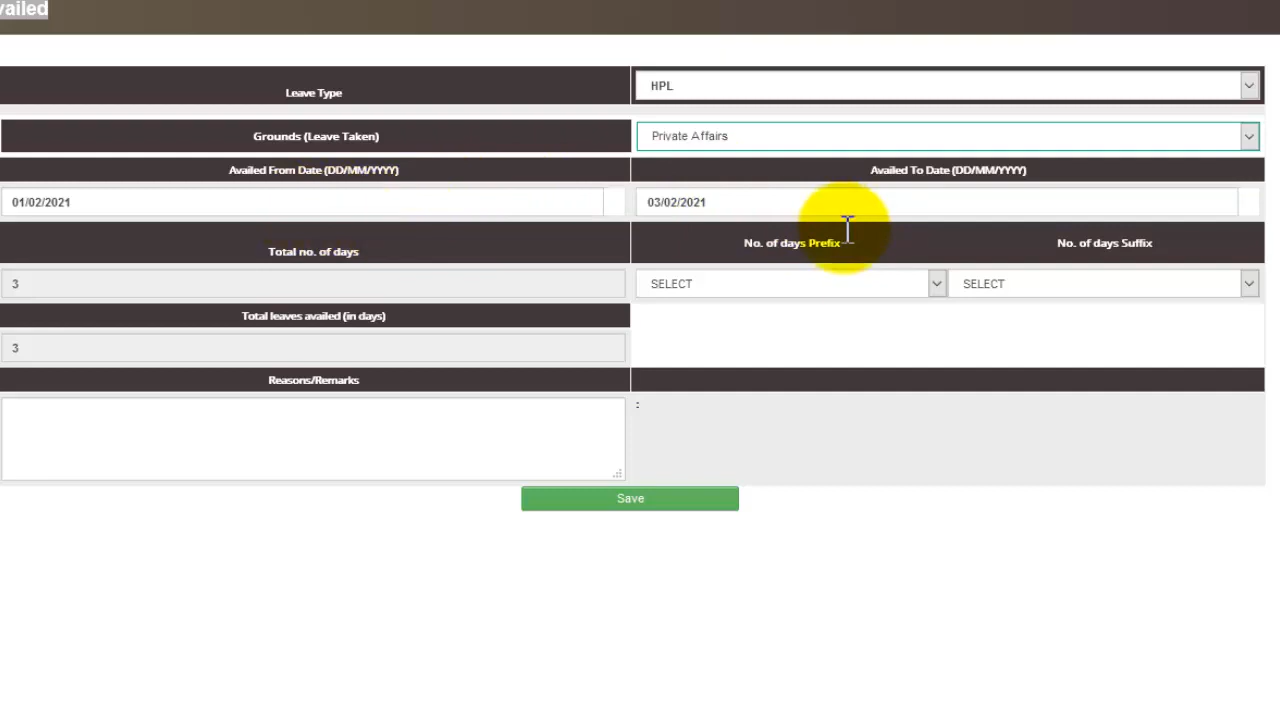 Leave Type
HPL
Grounds (Leave Taken)
Private Affairs
Availed From Date (DD/MM/YYYY)
Availed To Date (DD/MM/YYYY)
01/02/2021
03/02/2021
Total no. of days
No. of days Prefix
No. of days Suffix
3
SELECT
SELECT
Total leaves availed (in days)
3
Reasons/Remarks
:
Save